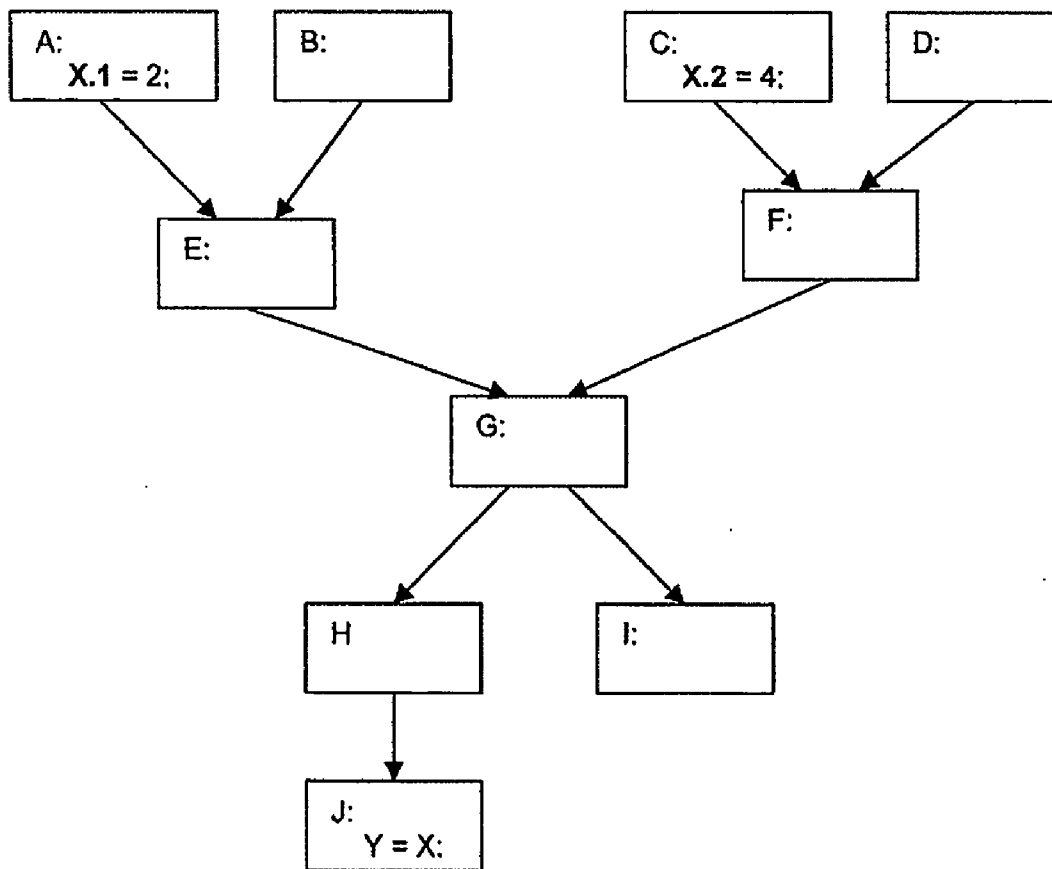 A:
X.1 = 2;
B:
C:
X.2 = 4;
D:
E:
F:
G:
H
I:
J:
Y = X;